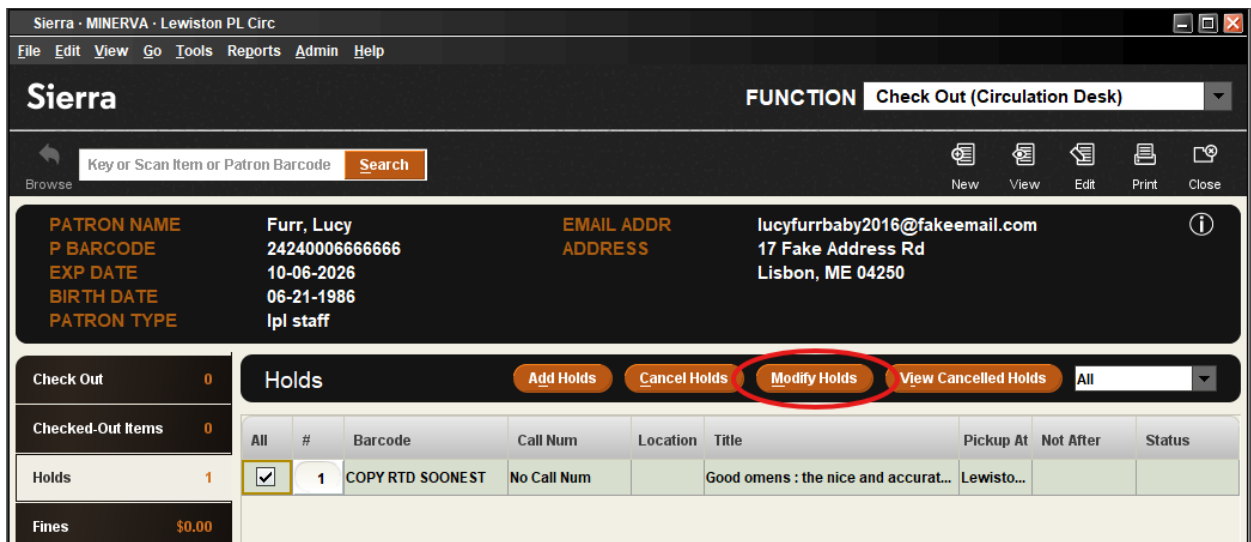 Sierra · MINERVA · Lewiston PL Circ
File Edit View Go Tools Reports Admin Help
Sierra
FUNCTION Check Out (Circulation Desk)
Browse
Key or Scan Item or Patron Barcode Search
New View Edit Print Close
PATRON NAME Furr, Lucy EMAIL ADDR lucyfurrbaby2016@fakeemail.com
P BARCODE 24240006666666 ADDRESS 17 Fake Address Rd
EXP DATE 10-06-2026 Lisbon, ME 04250
BIRTH DATE 06-21-1986
PATRON TYPE lpl staff
Check Out 0
Checked-Out Items 0
Holds 1
Fines $0.00
Holds Add Holds Cancel Holds Modify Holds View Cancelled Holds All
All # Barcode Call Num Location Title Pickup At Not After Status
1 COPY RTD SOONEST No Call Num Good omens : the nice and accurat... Lewisto...